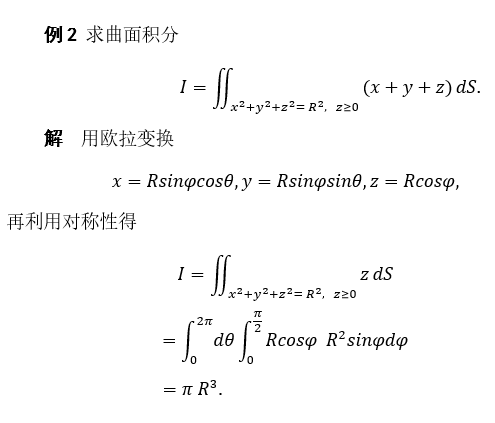 例2 求曲面积分
I = ∬_{x²+y²+z²= R², z≥0} (x + y + z) dS.
解 用欧拉变换
x = Rsinφcosθ, y = Rsinφsinθ, z = Rcosφ,
再利用对称性得
I = ∬_{x²+y²+z²= R², z≥0} z dS
= ∫₀^{2π} dθ ∫₀^{π/2} Rcosφ R²sinφdφ
= π R³.